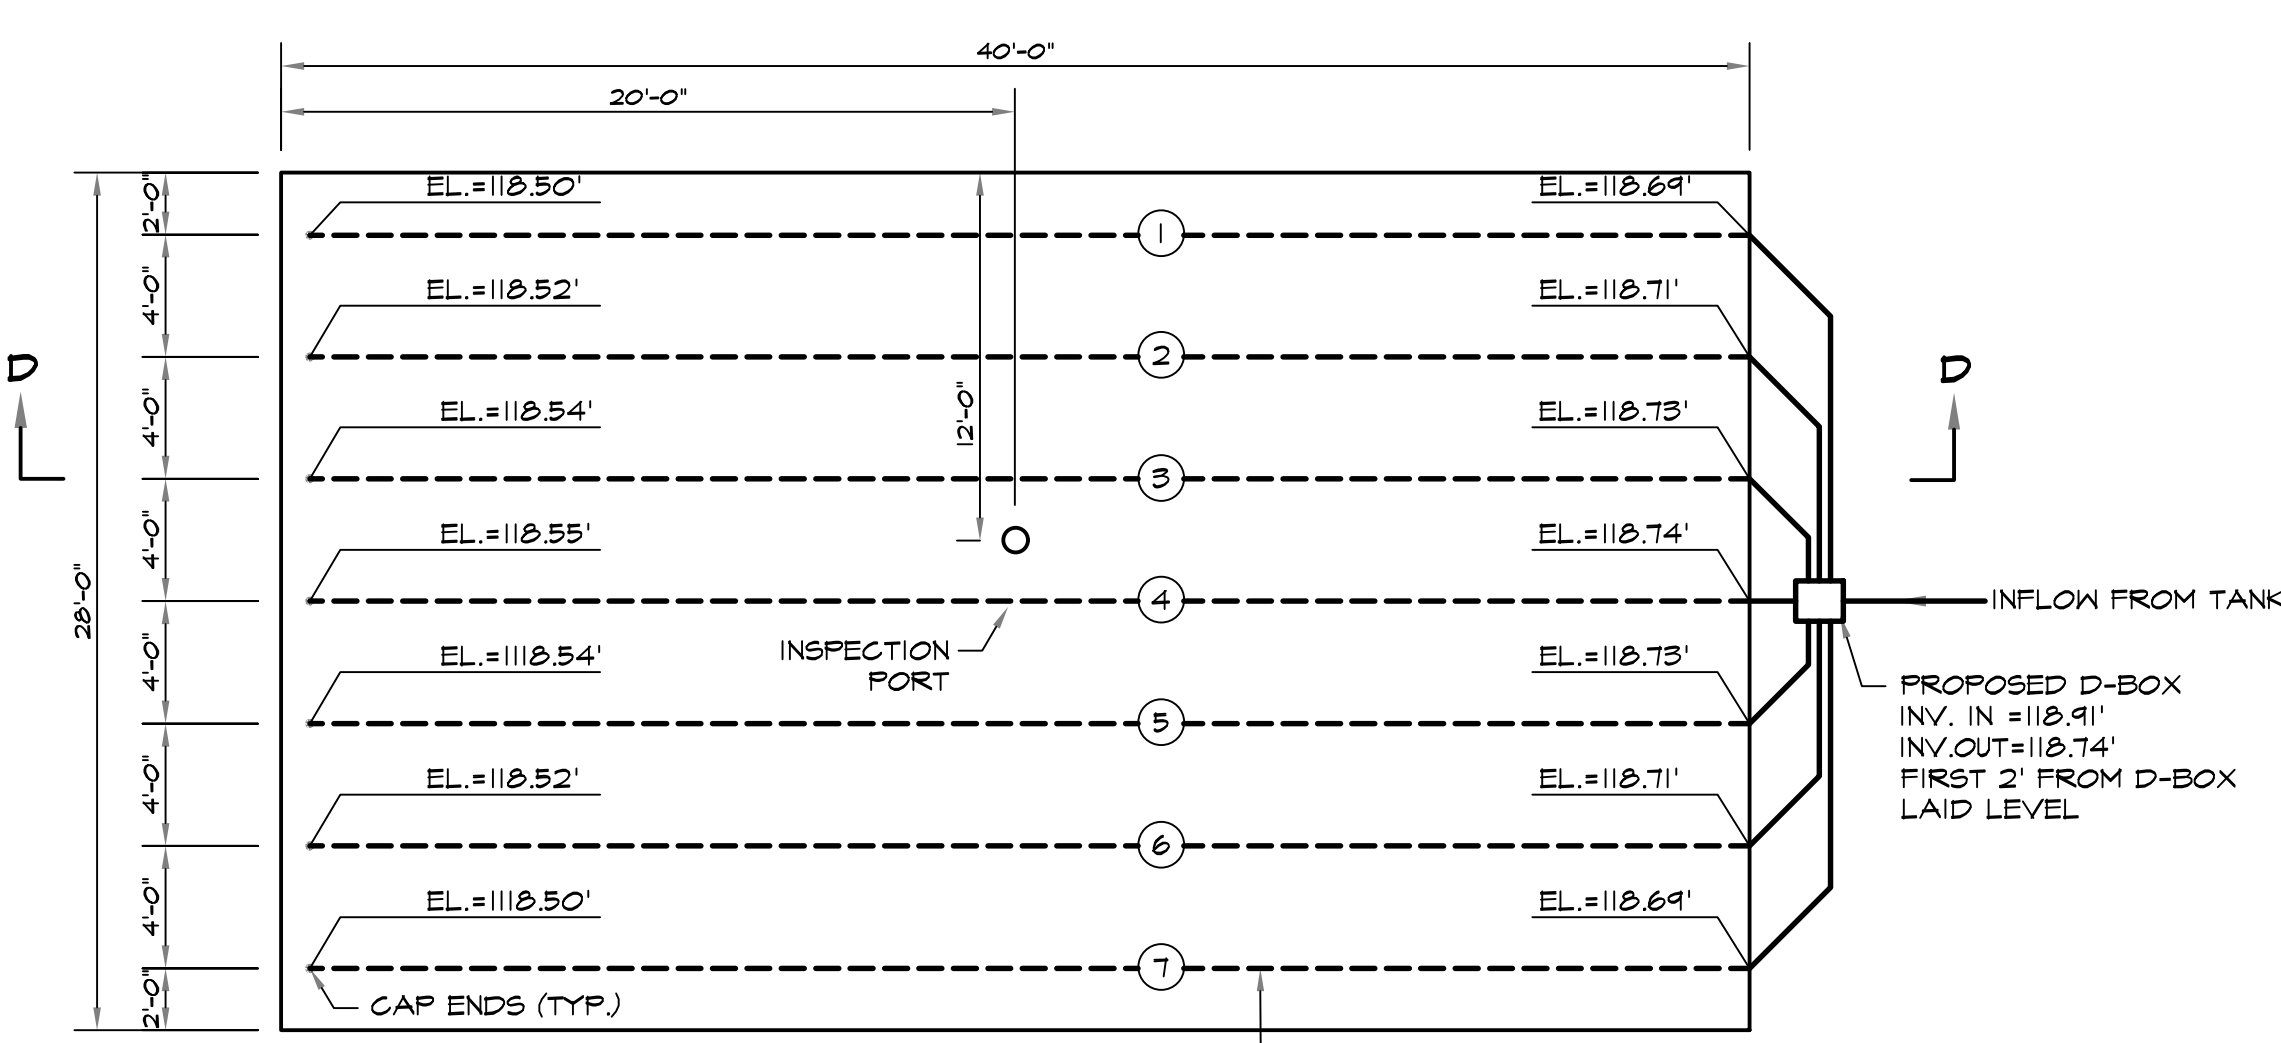 40'-0"
20'-0"
2'-0"
EL.=118.50'
EL.=118.69'
1
4'-0"
EL.=118.52'
EL.=118.71'
2
D
D
4'-0"
12'-0"
EL.=118.54'
EL.=118.73'
3
4'-0"
EL.=118.55'
EL.=118.74'
28'-0"
4
INFLOW FROM TANK
4'-0"
EL.=1118.54'
INSPECTION
PORT
EL.=118.73'
PROPOSED D-BOX
INV. IN =118.91'
INV.OUT=118.74'
FIRST 2' FROM D-BOX
LAID LEVEL
5
4'-0"
EL.=118.52'
EL.=118.71'
6
4'-0"
EL.=1118.50'
EL.=118.69'
7
2'-0"
CAP ENDS (TYP.)